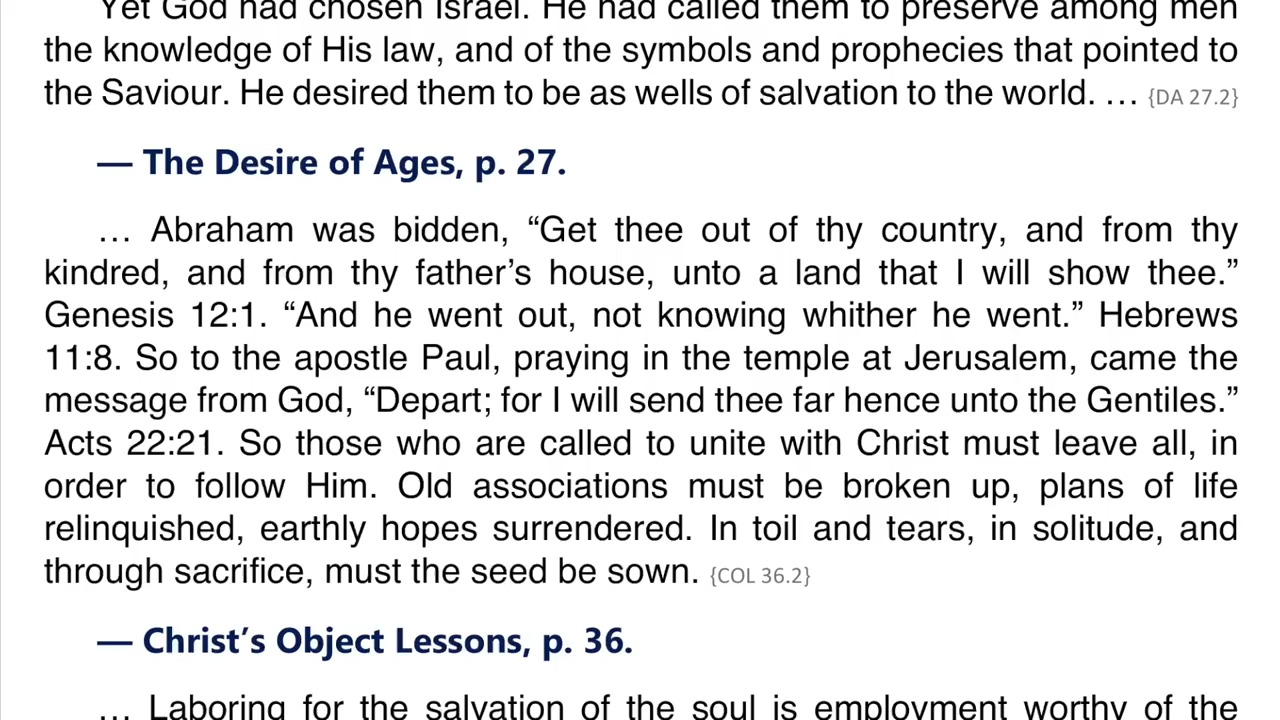 Yet God had chosen Israel. He had called them to preserve among men
the knowledge of His law, and of the symbols and prophecies that pointed to
the Saviour. He desired them to be as wells of salvation to the world. … {DA 27.2}
— The Desire of Ages, p. 27.
… Abraham was bidden, “Get thee out of thy country, and from thy
kindred, and from thy father’s house, unto a land that I will show thee.”
Genesis 12:1. “And he went out, not knowing whither he went.” Hebrews
11:8. So to the apostle Paul, praying in the temple at Jerusalem, came the
message from God, “Depart; for I will send thee far hence unto the Gentiles.”
Acts 22:21. So those who are called to unite with Christ must leave all, in
order to follow Him. Old associations must be broken up, plans of life
relinquished, earthly hopes surrendered. In toil and tears, in solitude, and
through sacrifice, must the seed be sown. {COL 36.2}
— Christ’s Object Lessons, p. 36.
… Laboring for the salvation of the soul is employment worthy of the